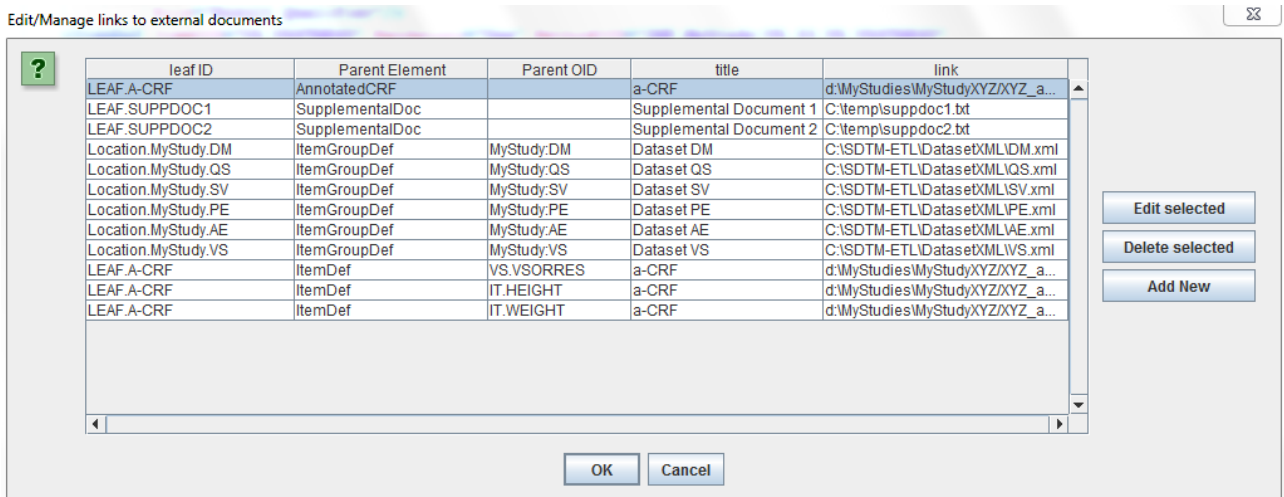 Edit/Manage links to external documents
?
leaf ID Parent Element Parent OID title link
LEAF.A-CRF AnnotatedCRF a-CRF d:\MyStudies\MyStudyXYZ/XYZ_a...
LEAF.SUPPDOC1 SupplementalDoc Supplemental Document 1 C:\temp\suppdoc1.txt
LEAF.SUPPDOC2 SupplementalDoc Supplemental Document 2 C:\temp\suppdoc2.txt
Location.MyStudy.DM ItemGroupDef MyStudy:DM Dataset DM C:\SDTM-ETL\DatasetXML\DM.xml
Location.MyStudy.QS ItemGroupDef MyStudy:QS Dataset QS C:\SDTM-ETL\DatasetXML\QS.xml
Location.MyStudy.SV ItemGroupDef MyStudy:SV Dataset SV C:\SDTM-ETL\DatasetXML\SV.xml
Location.MyStudy.PE ItemGroupDef MyStudy:PE Dataset PE C:\SDTM-ETL\DatasetXML\PE.xml
Location.MyStudy.AE ItemGroupDef MyStudy:AE Dataset AE C:\SDTM-ETL\DatasetXML\AE.xml
Location.MyStudy.VS ItemGroupDef MyStudy:VS Dataset VS C:\SDTM-ETL\DatasetXML\VS.xml
LEAF.A-CRF ItemDef VS.VSORRES a-CRF d:\MyStudies\MyStudyXYZ/XYZ_a...
LEAF.A-CRF ItemDef IT.HEIGHT a-CRF d:\MyStudies\MyStudyXYZ/XYZ_a...
LEAF.A-CRF ItemDef IT.WEIGHT a-CRF d:\MyStudies\MyStudyXYZ/XYZ_a...
Edit selected
Delete selected
Add New
OK Cancel